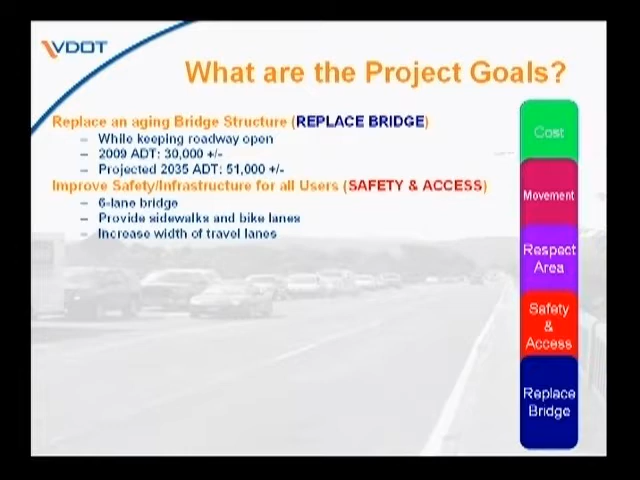 VDOT
What are the Project Goals?
Replace an aging Bridge Structure (REPLACE BRIDGE)
– While keeping roadway open
– 2009 ADT: 30,000 +/-
– Projected 2035 ADT: 51,000 +/-
Improve Safety/Infrastructure for all Users (SAFETY & ACCESS)
– 6-lane bridge
– Provide sidewalks and bike lanes
– Increase width of travel lanes
Cost
Movement
Respect
Area
Safety
&
Access
Replace
Bridge